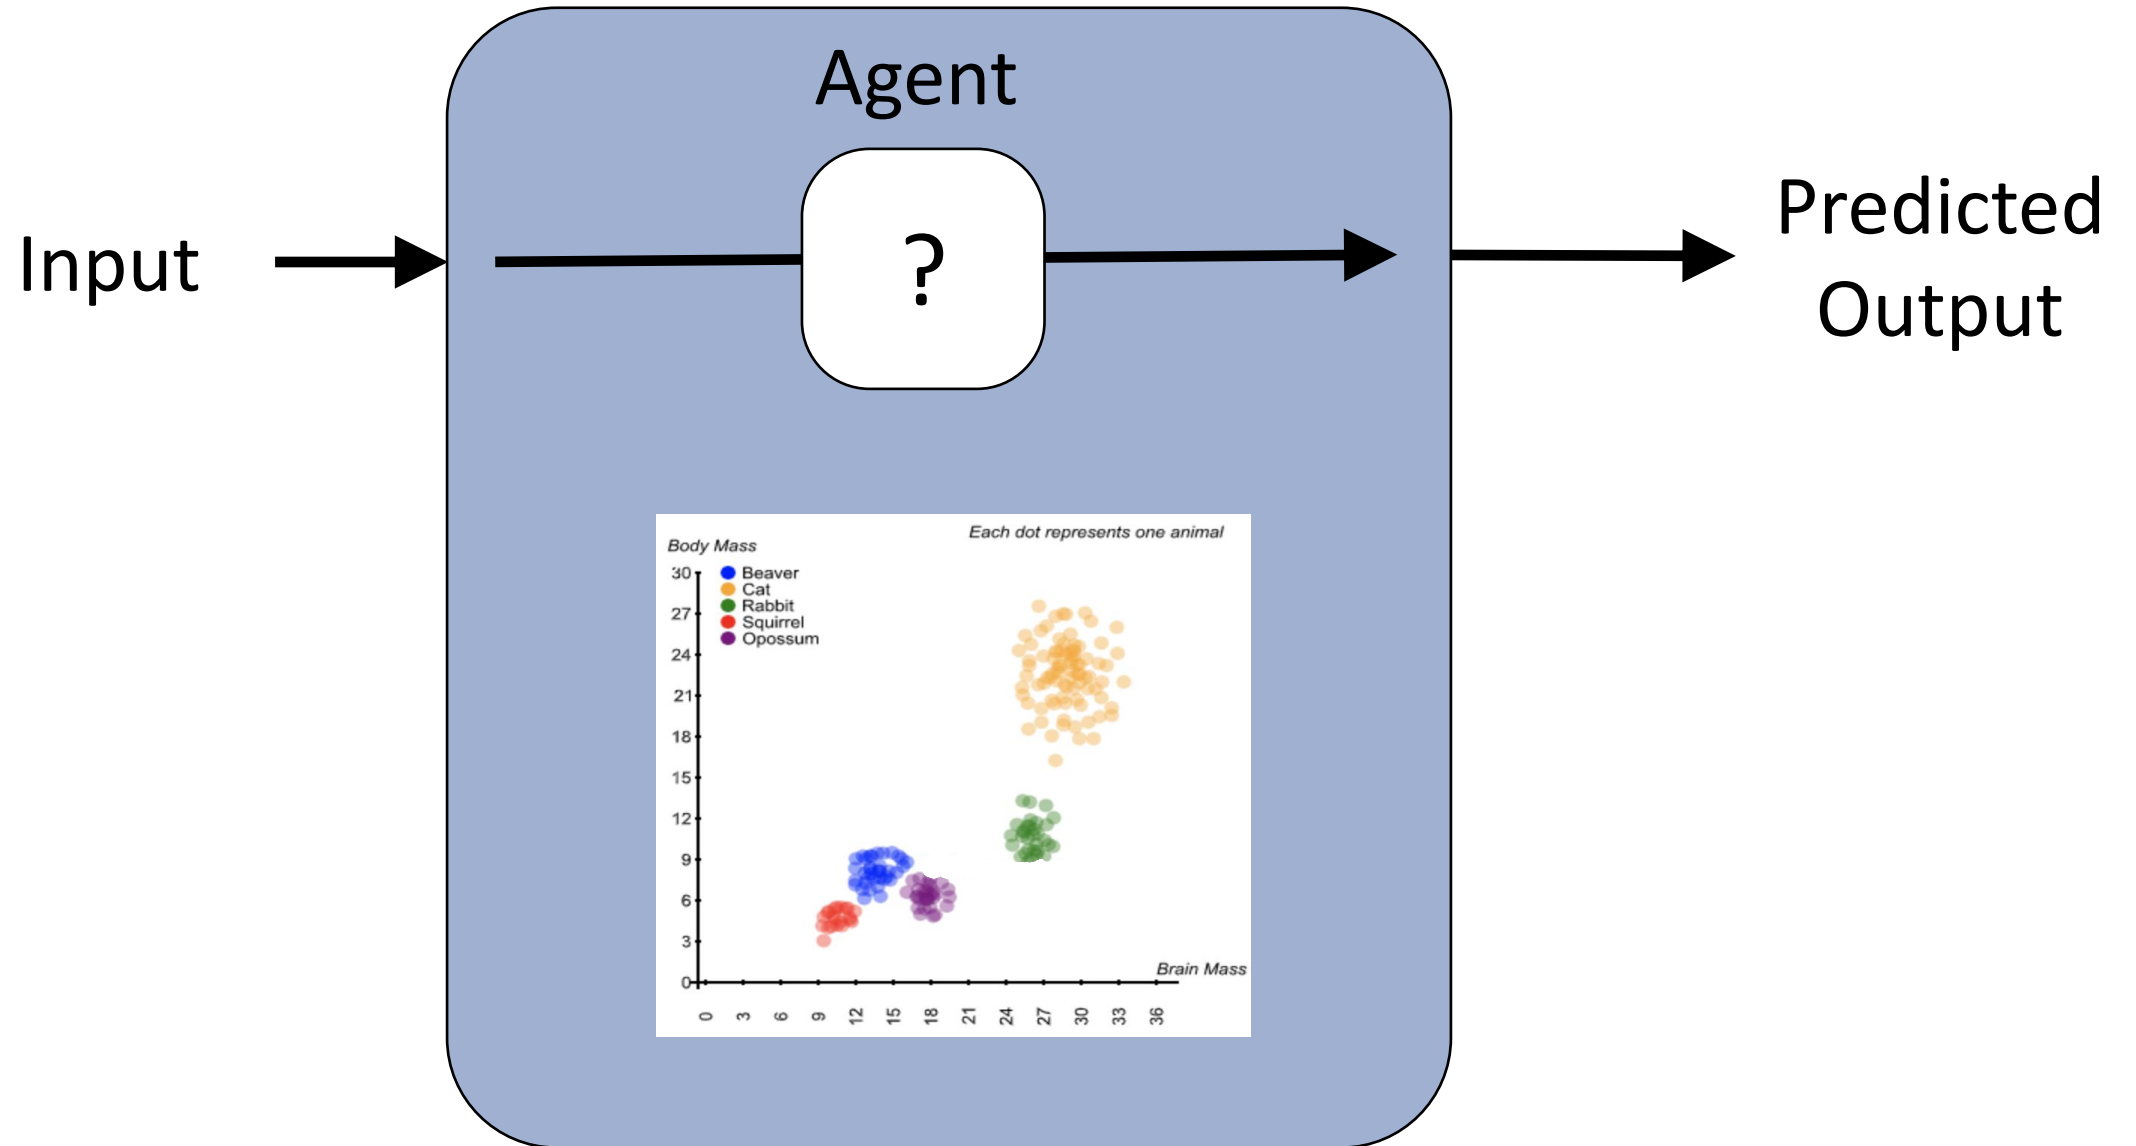 Agent
Input
?
Predicted
Output
Each dot represents one animal
Body Mass
30
Beaver
Cat
Rabbit
27
Squirrel
Opossum
24
21
18
15
12
9
6
3
Brain Mass
0
0 3 6 9 12 15 18 21 24 27 30 33 36